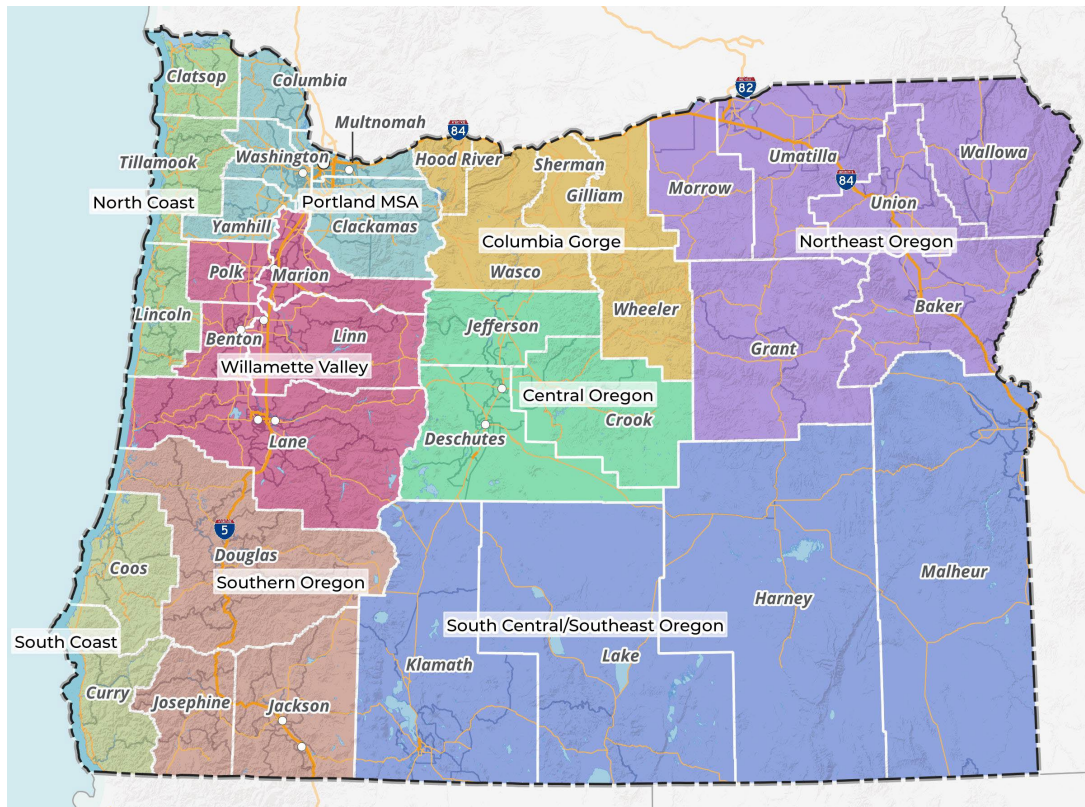 82
Clatsop
Columbia
Multnomah
84
Tillamook
Washington
Hood River
Sherman
Umatilla
Wallowa
North Coast
Portland MSA
Gilliam
Morrow
84
Union
Yamhill
Clackamas
Columbia Gorge
Northeast Oregon
Polk
Marion
Wasco
Lincoln
Benton
Linn
Jefferson
Wheeler
Baker
Willamette Valley
Grant
Central Oregon
Crook
Lane
Deschutes
5
Douglas
Coos
Southern Oregon
Malheur
Harney
South Coast
South Central/Southeast Oregon
Klamath
Lake
Curry
Josephine
Jackson